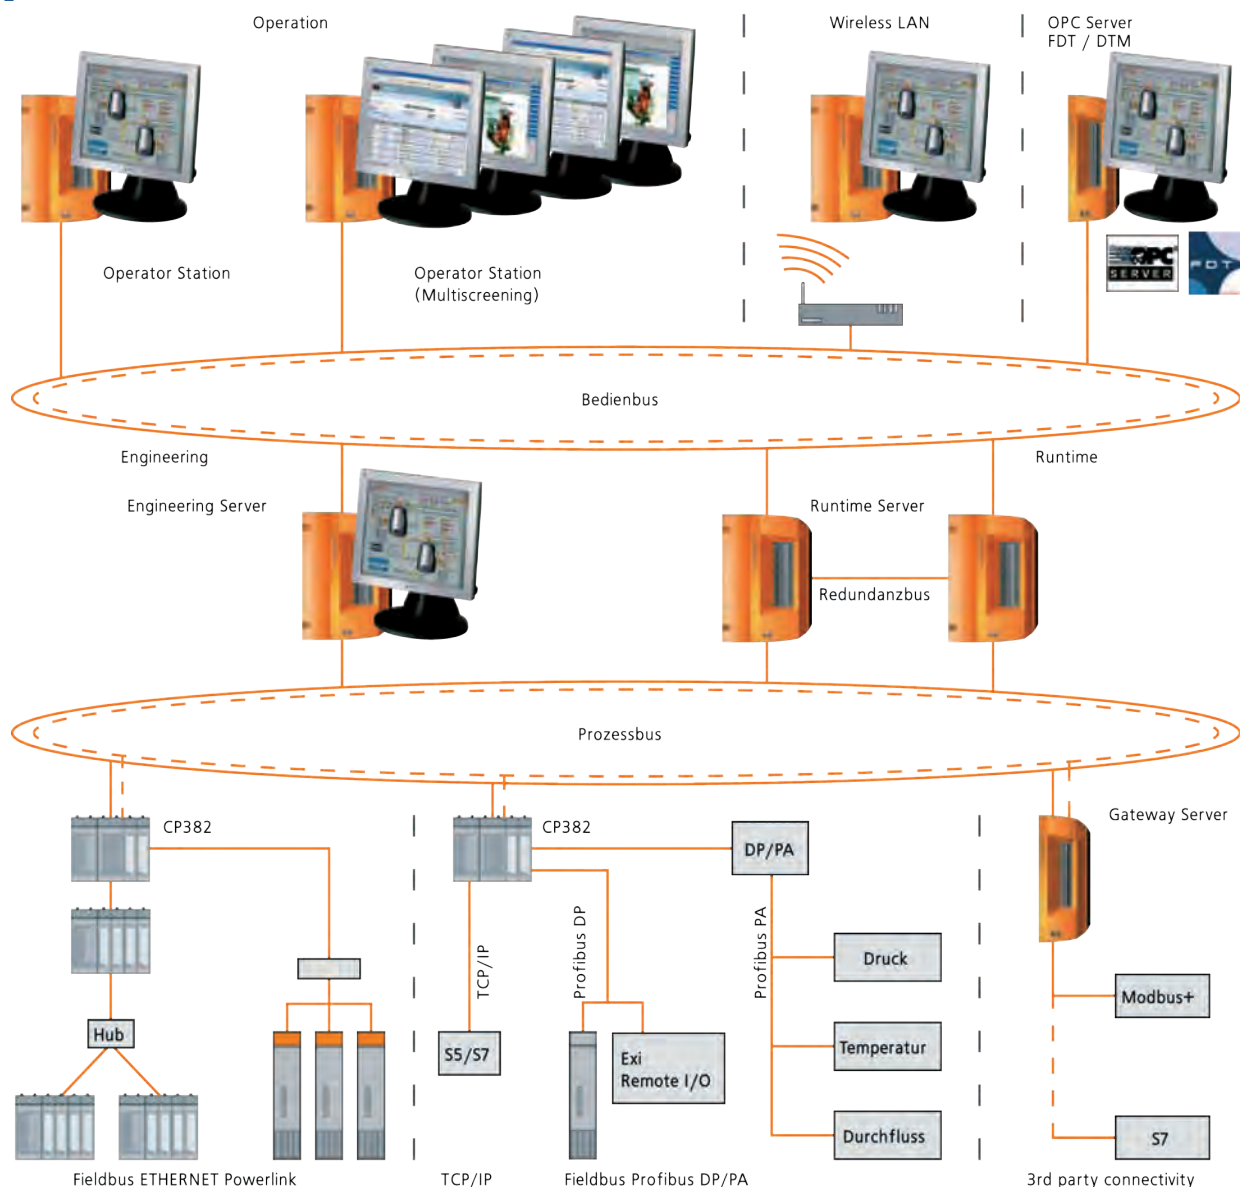 Operation
Wireless LAN
OPC Server
FDT / DTM
Operator Station
Operator Station
(Multiscreening)
OPC
SERVER
FDT
Bedienbus
Engineering
Runtime
Engineering Server
Runtime Server
Redundanzbus
Prozessbus
CP382
CP382
Gateway Server
DP/PA
TCP/IP
Profibus DP
Profibus PA
Druck
Modbus+
Hub
S5/S7
Exi
Remote I/O
Temperatur
Durchfluss
S7
Fieldbus ETHERNET Powerlink
TCP/IP
Fieldbus Profibus DP/PA
3rd party connectivity